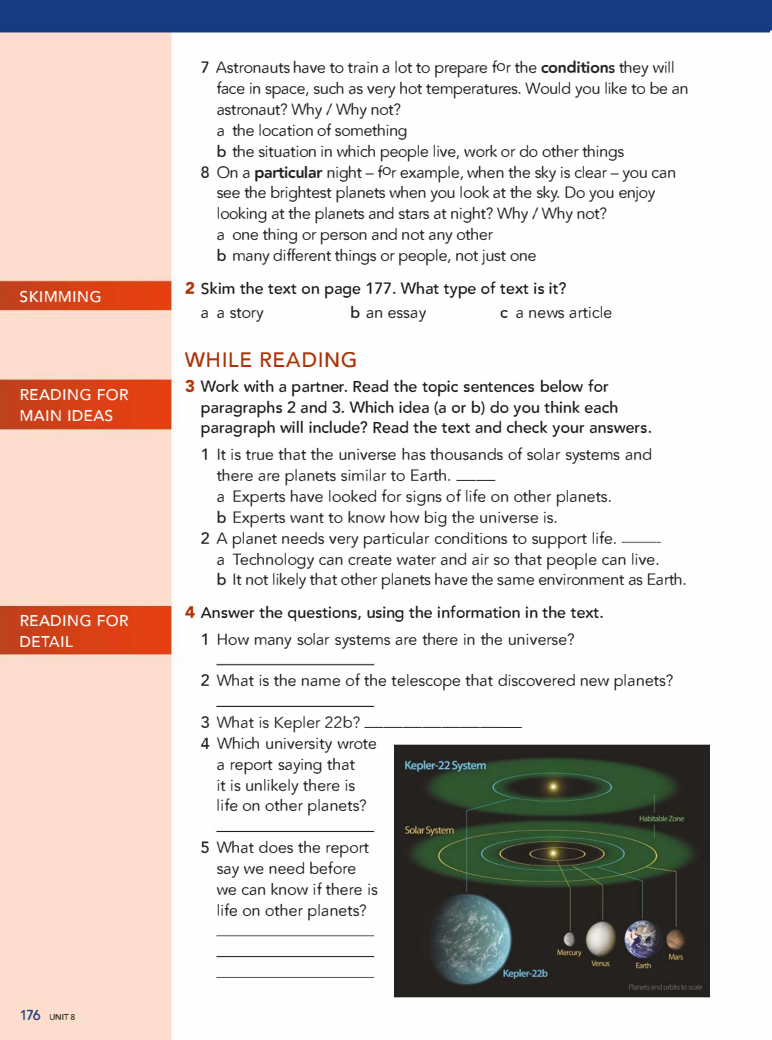 7 Astronauts have to train a lot to prepare for the conditions they will
face in space, such as very hot temperatures. Would you like to be an
astronaut? Why / Why not?
a the location of something
b the situation in which people live, work or do other things
8 On a particular night – for example, when the sky is clear – you can
see the brightest planets when you look at the sky. Do you enjoy
looking at the planets and stars at night? Why / Why not?
a one thing or person and not any other
b many different things or people, not just one
SKIMMING
2 Skim the text on page 177. What type of text is it?
a a story b an essay c a news article
WHILE READING
READING FOR
MAIN IDEAS
3 Work with a partner. Read the topic sentences below for
paragraphs 2 and 3. Which idea (a or b) do you think each
paragraph will include? Read the text and check your answers.
1 It is true that the universe has thousands of solar systems and
there are planets similar to Earth. ____
a Experts have looked for signs of life on other planets.
b Experts want to know how big the universe is.
2 A planet needs very particular conditions to support life. ____
a Technology can create water and air so that people can live.
b It not likely that other planets have the same environment as Earth.
READING FOR
DETAIL
4 Answer the questions, using the information in the text.
1 How many solar systems are there in the universe?
2 What is the name of the telescope that discovered new planets?
3 What is Kepler 22b? ____
4 Which university wrote
a report saying that
it is unlikely there is
life on other planets?
5 What does the report
say we need before
we can know if there is
life on other planets?
Kepler-22 System
Habitable Zone
Solar System
Mercury
Venus
Earth
Mars
Kepler-22b
Planets and orbits to scale
176 UNIT 8